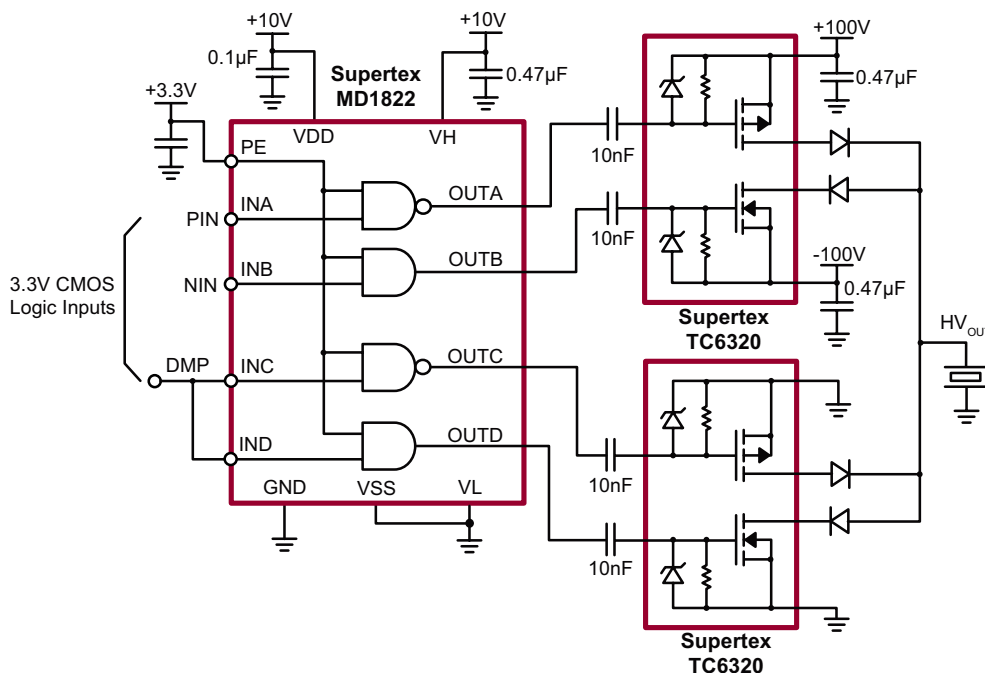 +10V
+10V
+100V
0.1µF
Supertex
MD1822
0.47µF
0.47µF
+3.3V
VDD
VH
PE
10nF
INA
OUTA
PIN
10nF
INB
OUTB
NIN
-100V
3.3V CMOS
Logic Inputs
0.47µF
Supertex
TC6320
HV
DMP
INC
OUTC
IND
OUTD
10nF
GND
VSS
VL
10nF
Supertex
TC6320